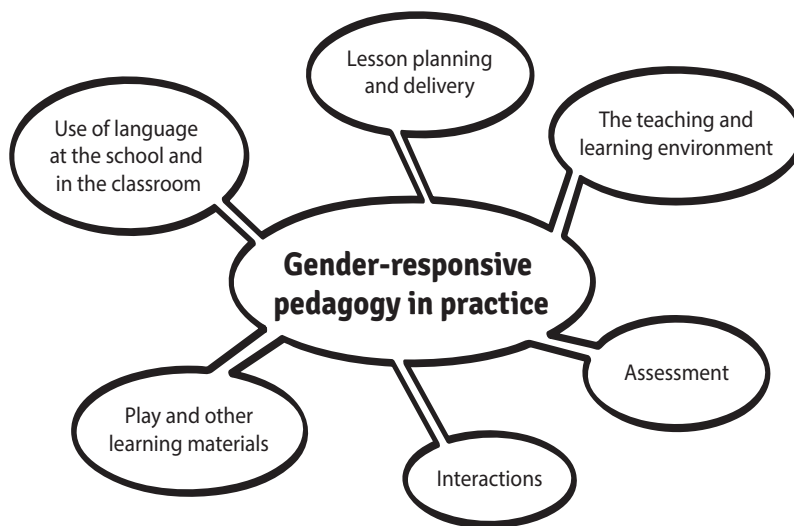 Lesson planning
and delivery
Use of language
at the school and
in the classroom
The teaching and
learning environment
Gender-responsive
pedagogy in practice
Assessment
Play and other
learning materials
Interactions